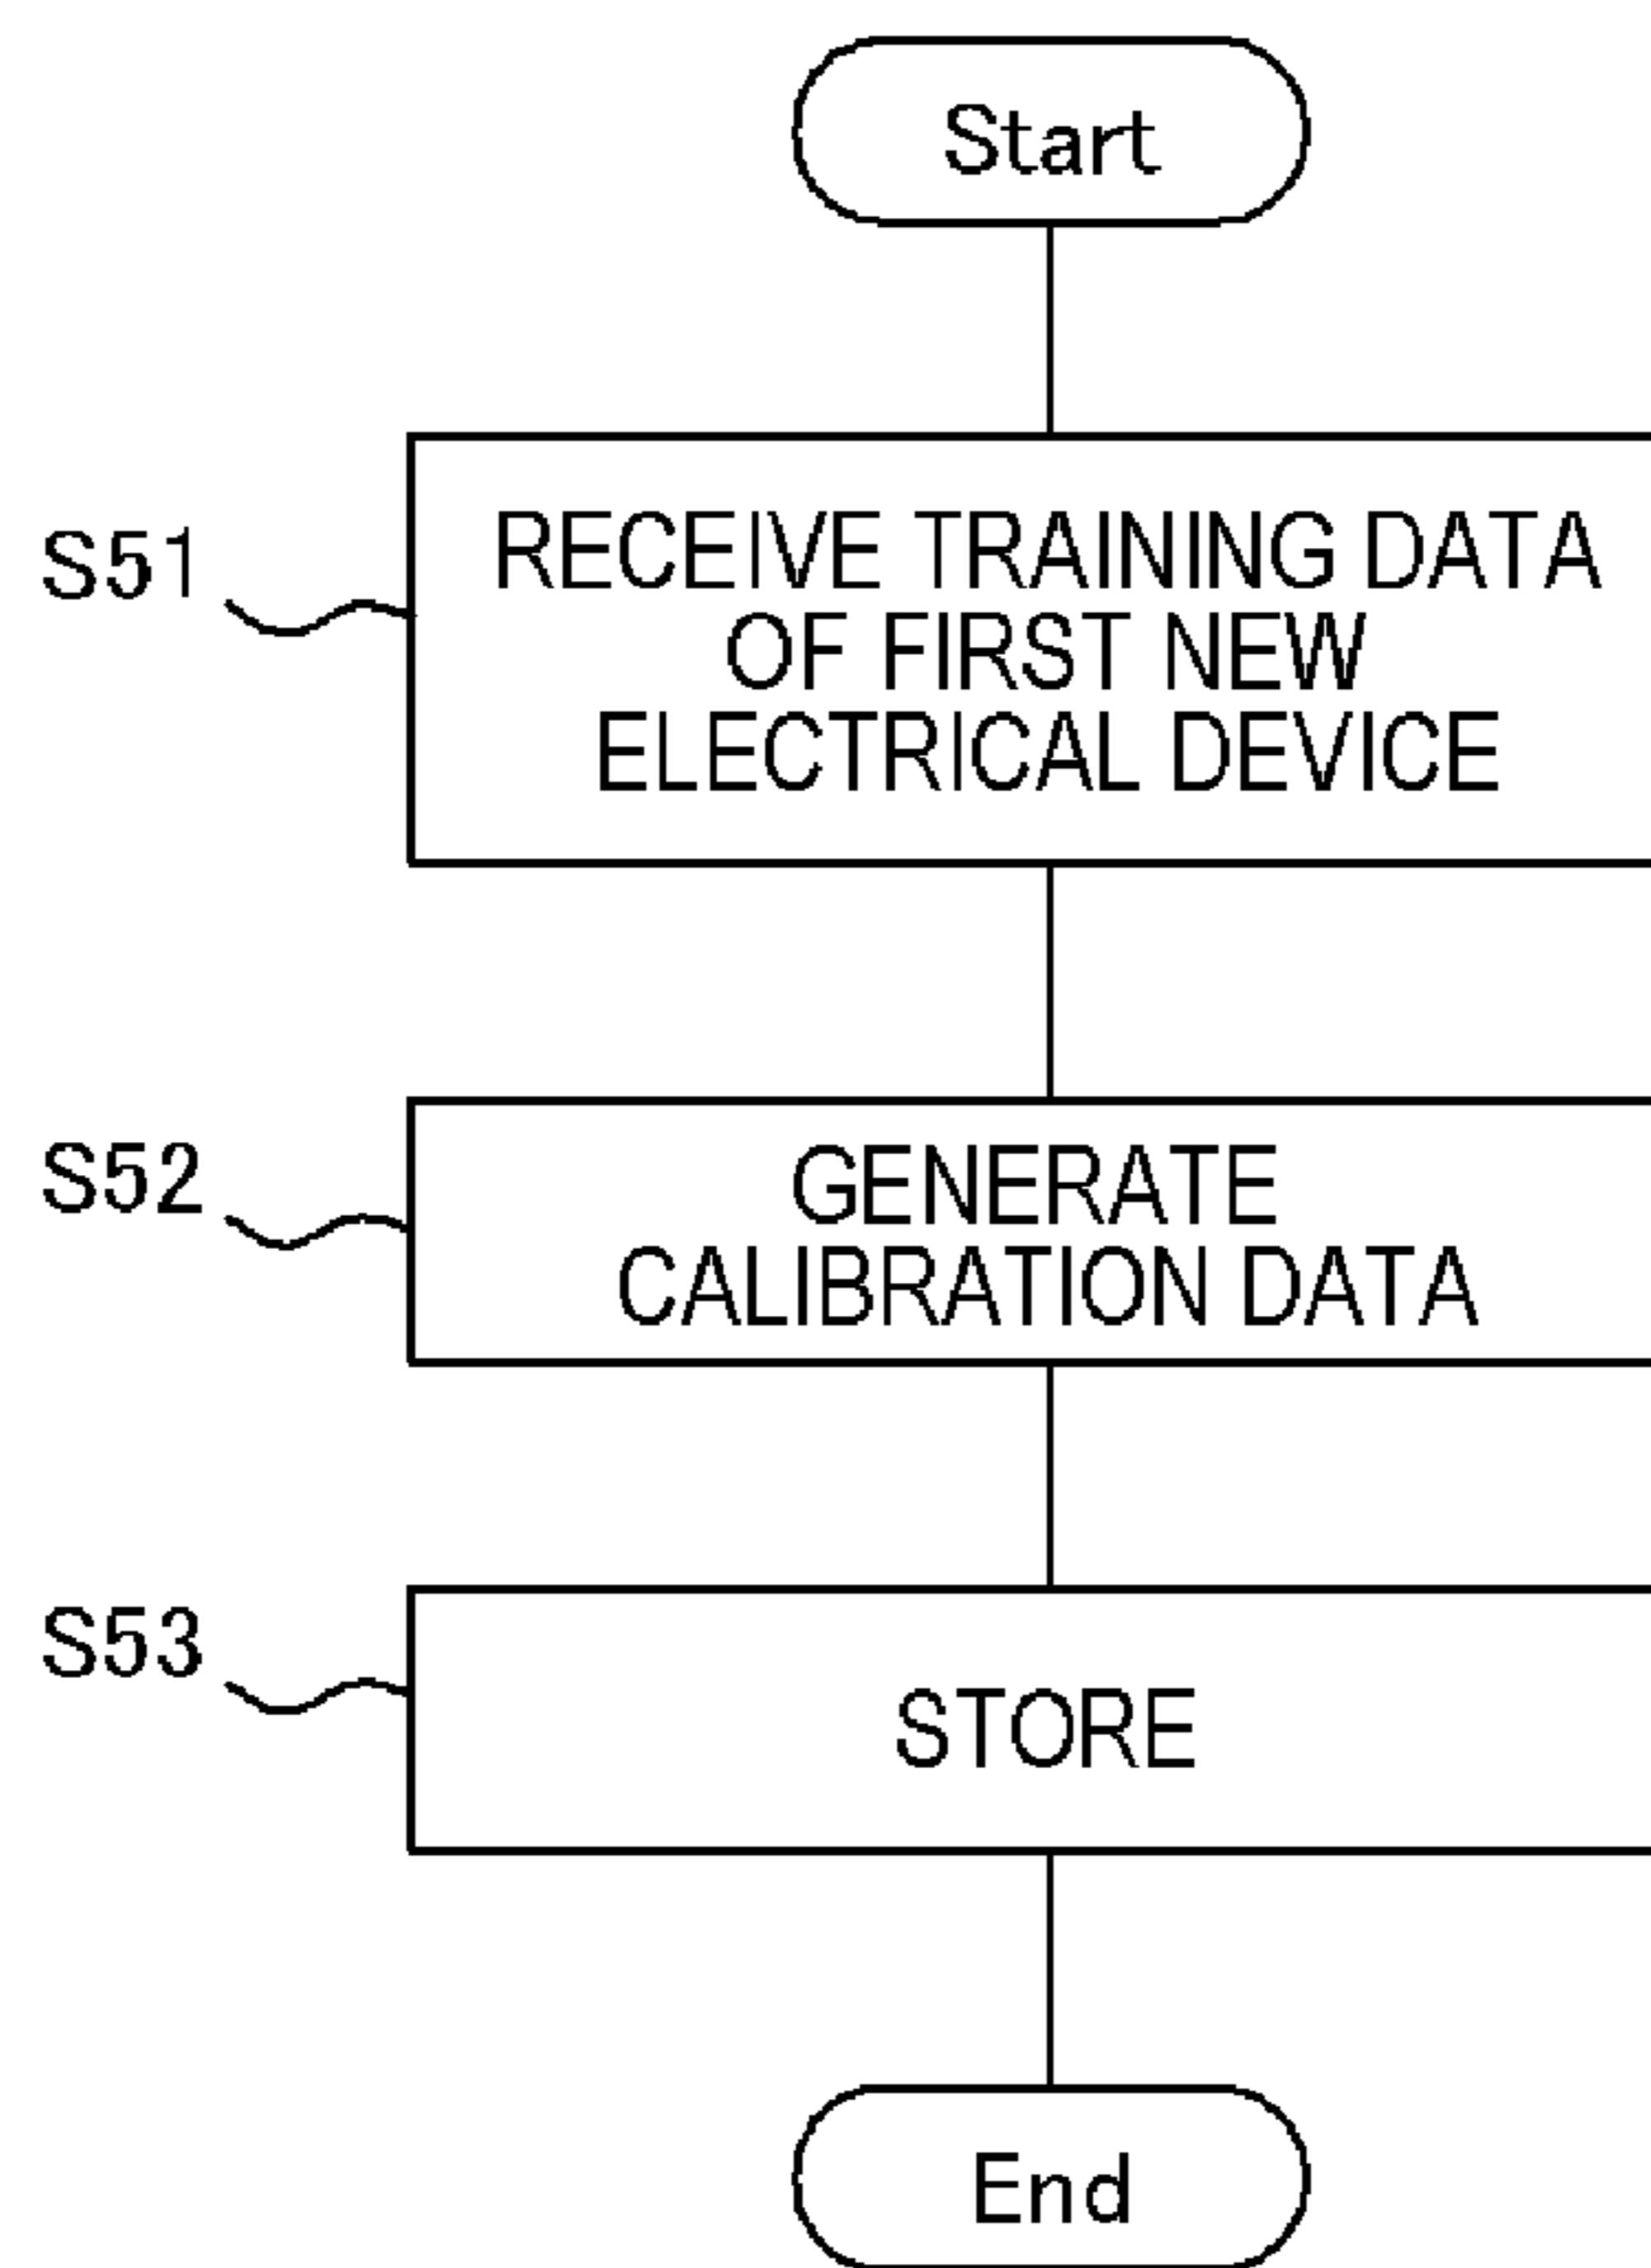 Start
S51
RECEIVE TRAINING DATA
OF FIRST NEW
ELECTRICAL DEVICE
S52
GENERATE
CALIBRATION DATA
S53
STORE
End